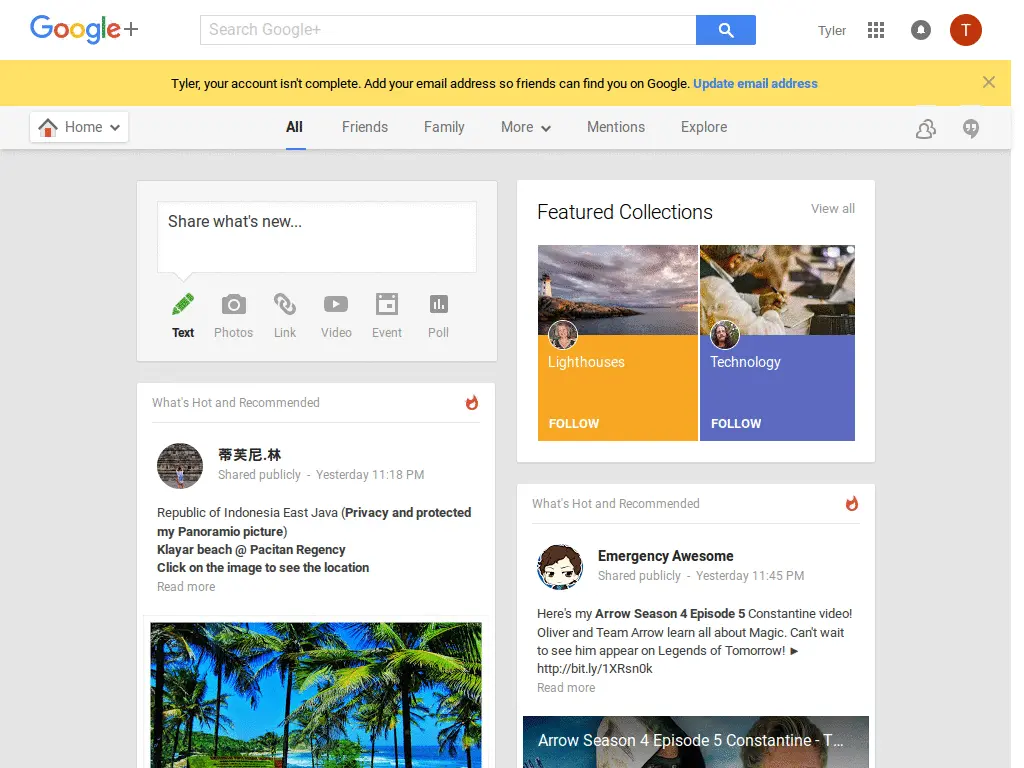 Google+
Search Google+
Tyler
T
Tyler, your account isn't complete. Add your email address so friends can find you on Google. Update email address
Home
All
Friends
Family
More
Mentions
Explore
Share what's new...
Text
Photos
Link
Video
Event
Poll
What's Hot and Recommended
蒂芙尼.林
Shared publicly - Yesterday 11:18 PM
Republic of Indonesia East Java (Privacy and protected
my Panoramio picture)
Klayar beach @ Pacitan Regency
Click on the image to see the location
Read more
Featured Collections
View all
Lighthouses
FOLLOW
Technology
FOLLOW
What's Hot and Recommended
Emergency Awesome
Shared publicly - Yesterday 11:45 PM
Here's my Arrow Season 4 Episode 5 Constantine video!
Oliver and Team Arrow learn all about Magic. Can't wait
to see him appear on Legends of Tomorrow! ►
http://bit.ly/1XRsn0k
Read more
Arrow Season 4 Episode 5 Constantine - T...